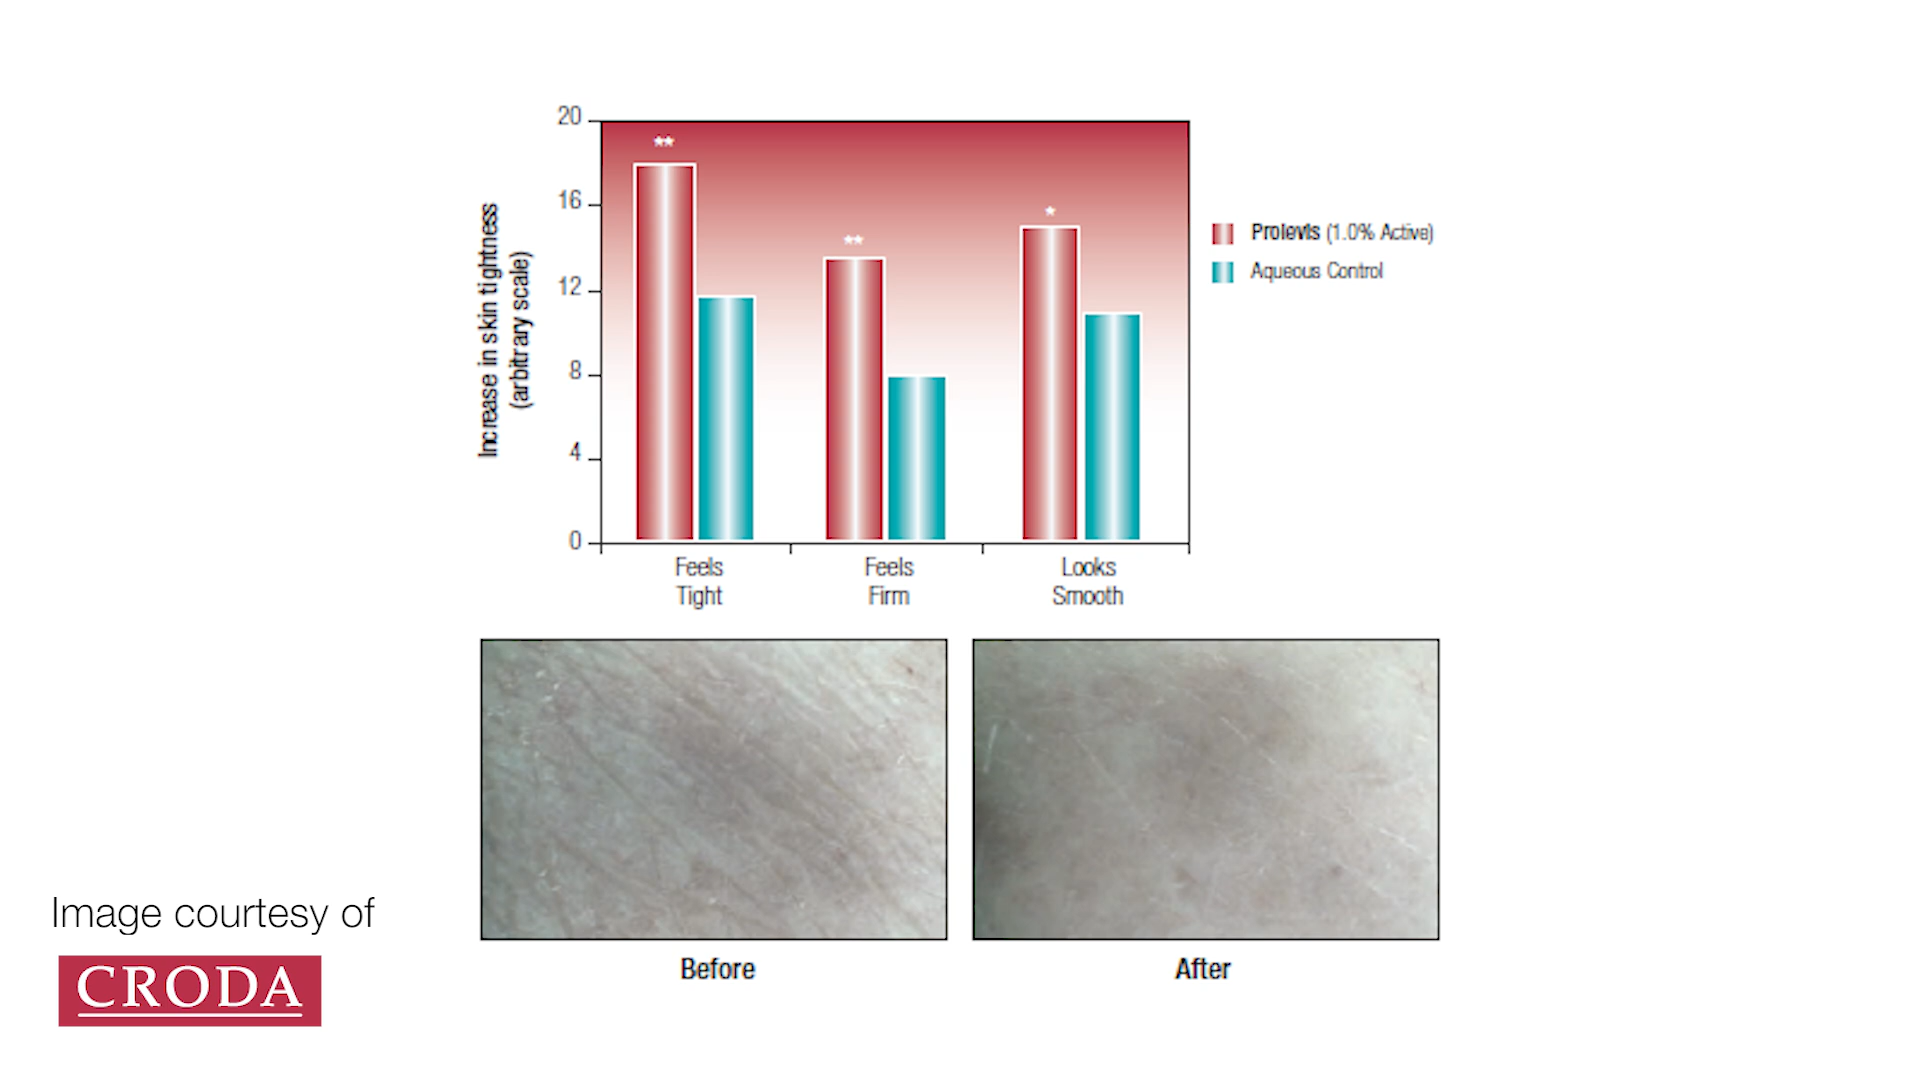 20
**
16
*
**
12
8
4
0
Increase in skin tightness
(arbitrary scale)
Prolevis (1.0% Active)
Aqueous Control
Feels
Tight
Feels
Firm
Looks
Smooth
Before
After
Image courtesy of
CRODA